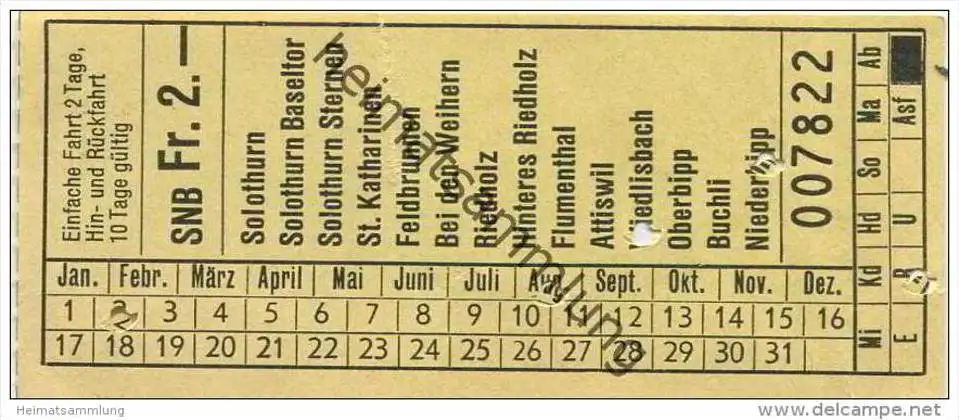 Einfache Fahrt 2 Tage,
Hin- und Rückfahrt
10 Tage gültig
SNB Fr. 2.—
Solothurn
Solothurn Baseltor
Solothurn Sternen
St. Katharinen
Feldbrunnen
Bei den Weihern
Riedholz
Hinteres Riedholz
Flumenthal
Attiswil
Wiedlisbach
Oberbipp
Buchli
Niederbipp
007822
Mi Kd Hd So Ma Ab
E R U Asf
Jan. Febr. März April Mai Juni Juli Aug. Sept. Okt. Nov. Dez.
1 2 3 4 5 6 7 8 9 10 11 12 13 14 15 16
17 18 19 20 21 22 23 24 25 26 27 28 29 30 31
heimatsammlung
Heimatsammlung
www.delcampe.net